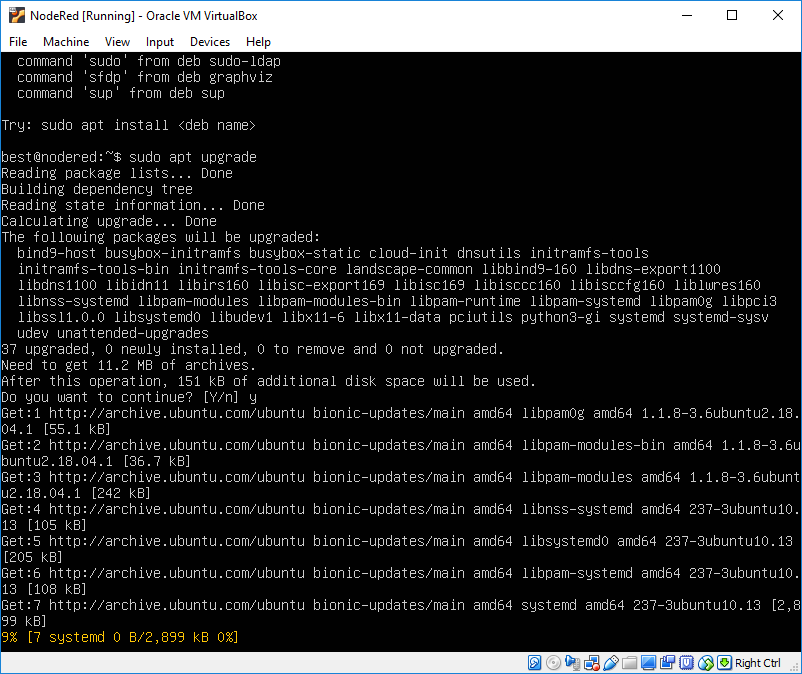 NodeRed [Running] - Oracle VM VirtualBox
File Machine View Input Devices Help
command 'sudo' from deb sudo-ldap
command 'sfdp' from deb graphviz
command 'sup' from deb sup
Try: sudo apt install <deb name>
best@nodered:~$ sudo apt upgrade
Reading package lists... Done
Building dependency tree
Reading state information... Done
Calculating upgrade... Done
The following packages will be upgraded:
bind9-host busybox-initramfs busybox-static cloud-init dnsutils initramfs-tools
initramfs-tools-bin initramfs-tools-core landscape-common libbind9-160 libdns-export1100
libdns1100 libidn11 libirs160 libisc-export169 libisc169 libisccc160 libisccfg160 liblwres160
libnss-systemd libpam-modules libpam-modules-bin libpam-runtime libpam-systemd libpam0g libpci3
libssl1.0.0 libsystemd0 libudev1 libx11-6 libx11-data pciutils python3-gi systemd systemd-sysv
udev unattended-upgrades
37 upgraded, 0 newly installed, 0 to remove and 0 not upgraded.
Need to get 11.2 MB of archives.
After this operation, 151 kB of additional disk space will be used.
Do you want to continue? [Y/n] y
Get:1 http://archive.ubuntu.com/ubuntu bionic-updates/main amd64 libpam0g amd64 1.1.8-3.6ubuntu2.18.
04.1 [55.1 kB]
Get:2 http://archive.ubuntu.com/ubuntu bionic-updates/main amd64 libpam-modules-bin amd64 1.1.8-3.6u
buntu2.18.04.1 [36.7 kB]
Get:3 http://archive.ubuntu.com/ubuntu bionic-updates/main amd64 libpam-modules amd64 1.1.8-3.6ubunt
u2.18.04.1 [242 kB]
Get:4 http://archive.ubuntu.com/ubuntu bionic-updates/main amd64 libnss-systemd amd64 237-3ubuntu10.
13 [105 kB]
Get:5 http://archive.ubuntu.com/ubuntu bionic-updates/main amd64 libsystemd0 amd64 237-3ubuntu10.13
[205 kB]
Get:6 http://archive.ubuntu.com/ubuntu bionic-updates/main amd64 libpam-systemd amd64 237-3ubuntu10.
13 [108 kB]
Get:7 http://archive.ubuntu.com/ubuntu bionic-updates/main amd64 systemd amd64 237-3ubuntu10.13 [2,8
99 kB]
9% [7 systemd 0 B/2,899 kB 0%]
Right Ctrl